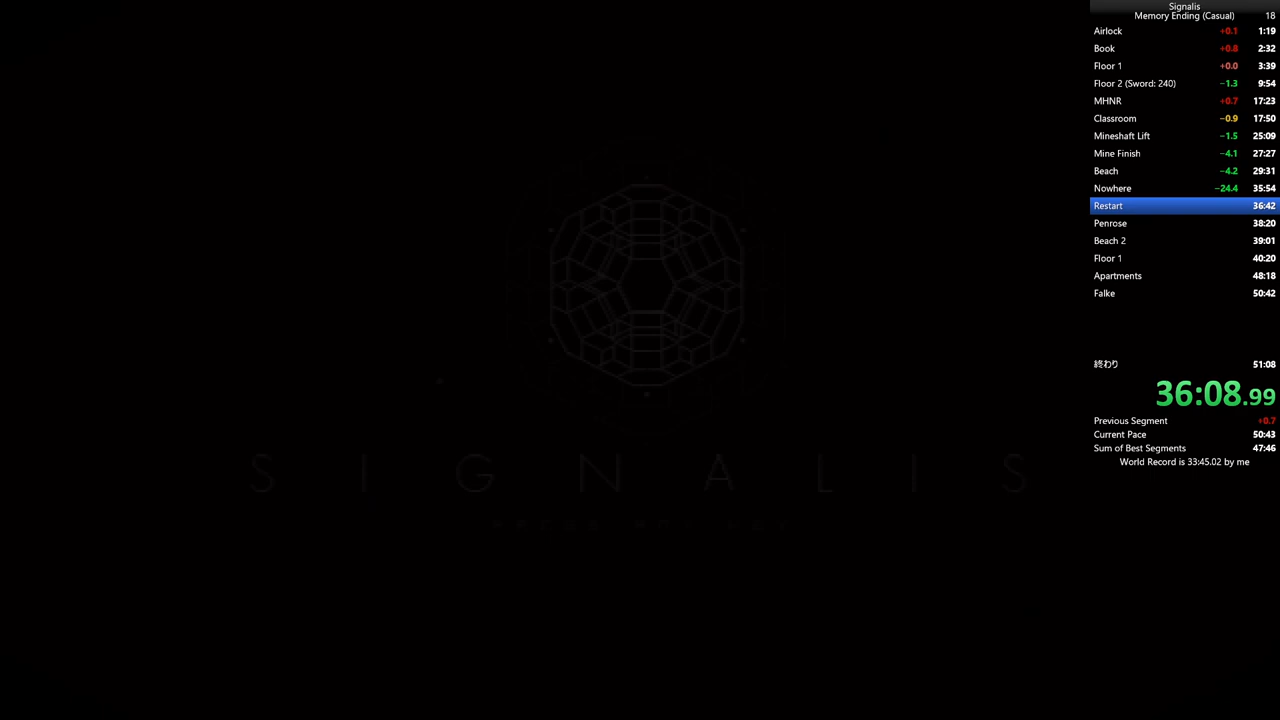 Signalis
Memory Ending (Casual) 18
Airlock +0.1 1:19
Book +0.8 2:32
Floor 1 +0.0 3:39
Floor 2 (Sword: 240) −1.3 9:54
MHNR +0.7 17:23
Classroom −0.9 17:50
Mineshaft Lift −1.5 25:09
Mine Finish −4.1 27:27
Beach −4.2 29:31
Nowhere −24.4 35:54
Restart 36:42
Penrose 38:20
Beach 2 39:01
Floor 1 40:20
Apartments 48:18
Falke 50:42
終わり 51:08
36:08.99
Previous Segment +0.7
Current Pace 50:43
Sum of Best Segments 47:46
World Record is 33:45.02 by me
SIGNALIS
PRESS ANY KEY